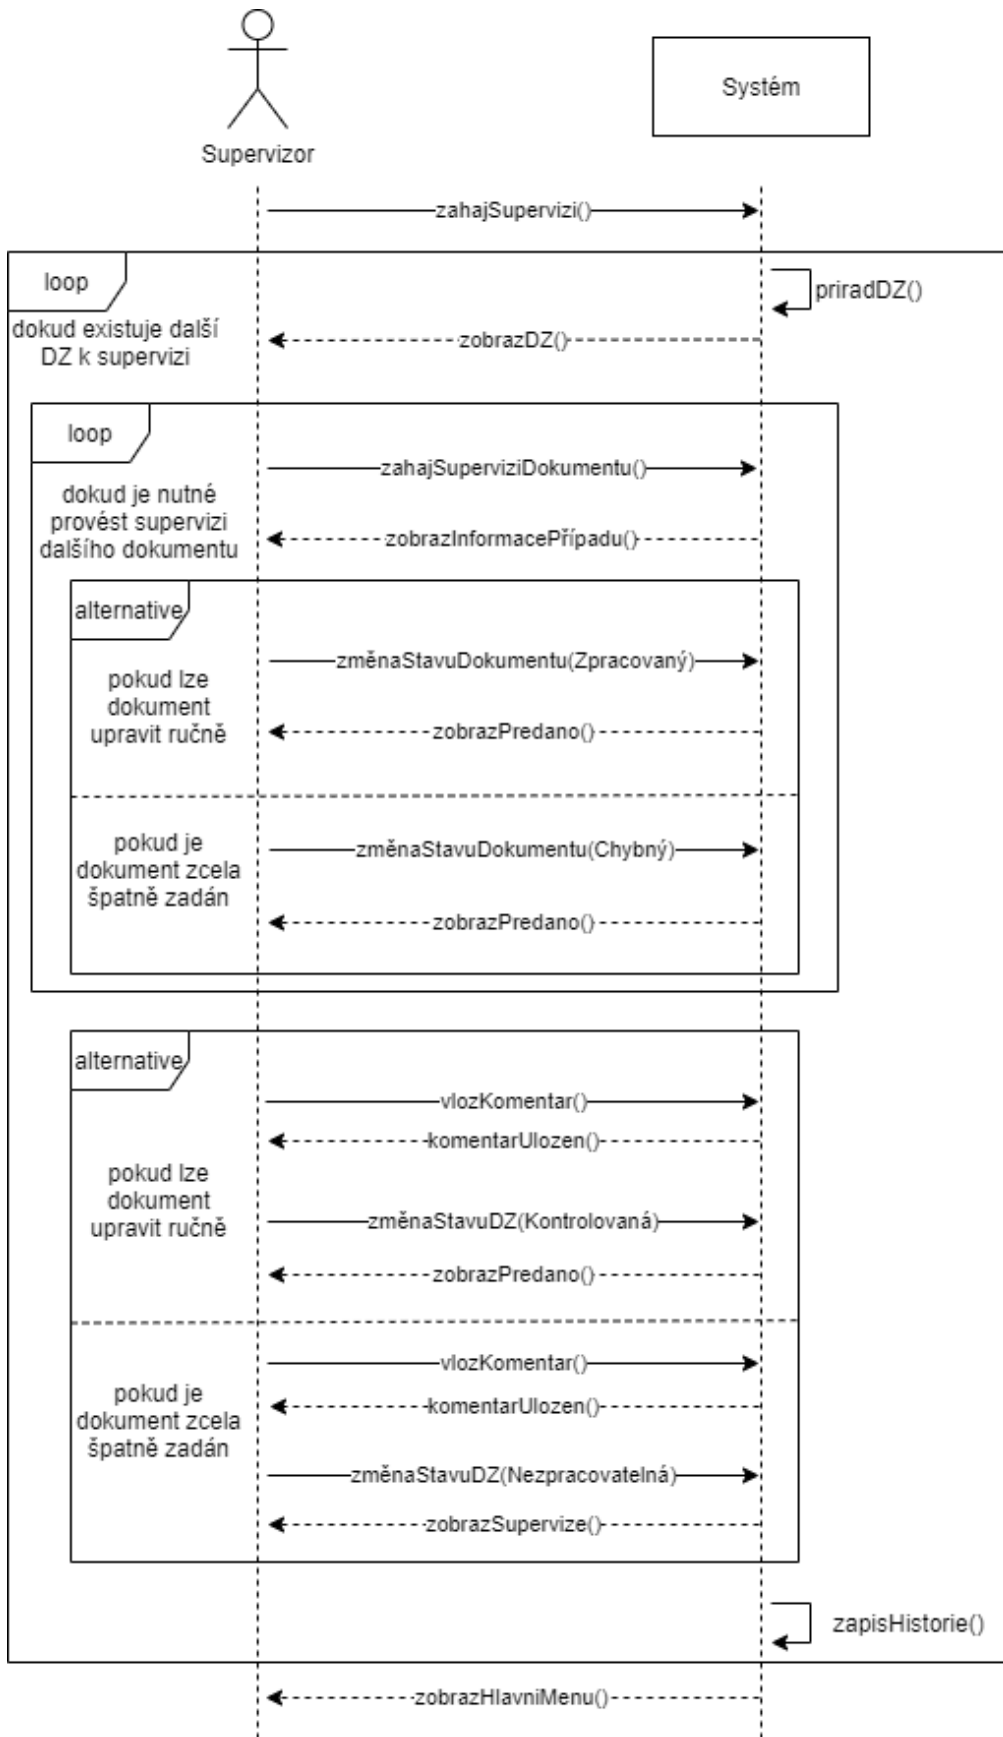 Systém
Supervizor
zahajSupervizi()
loop
priradDZ()
dokud existuje další
DZ k supervizi
zobrazDZ()
loop
zahajSuperviziDokumentu()
dokud je nutné
provést supervizi
dalšího dokumentu
zobrazInformacePřípadu()
alternative
změnaStavuDokumentu(Zpracovaný)
pokud lze
dokument
upravit ručně
zobrazPredano()
pokud je
dokument zcela
špatně zadán
změnaStavuDokumentu(Chybný)
zobrazPredano()
alternative
vlozKomentar()
komentarUlozen()
pokud lze
dokument
upravit ručně
změnaStavuDZ(Kontrolovaná)
zobrazPredano()
vlozKomentar()
komentarUlozen()
pokud je
dokument zcela
špatně zadán
změnaStavuDZ(Nezpracovatelná)
zobrazSupervize()
zapisHistorie()
zobrazHlavniMenu()